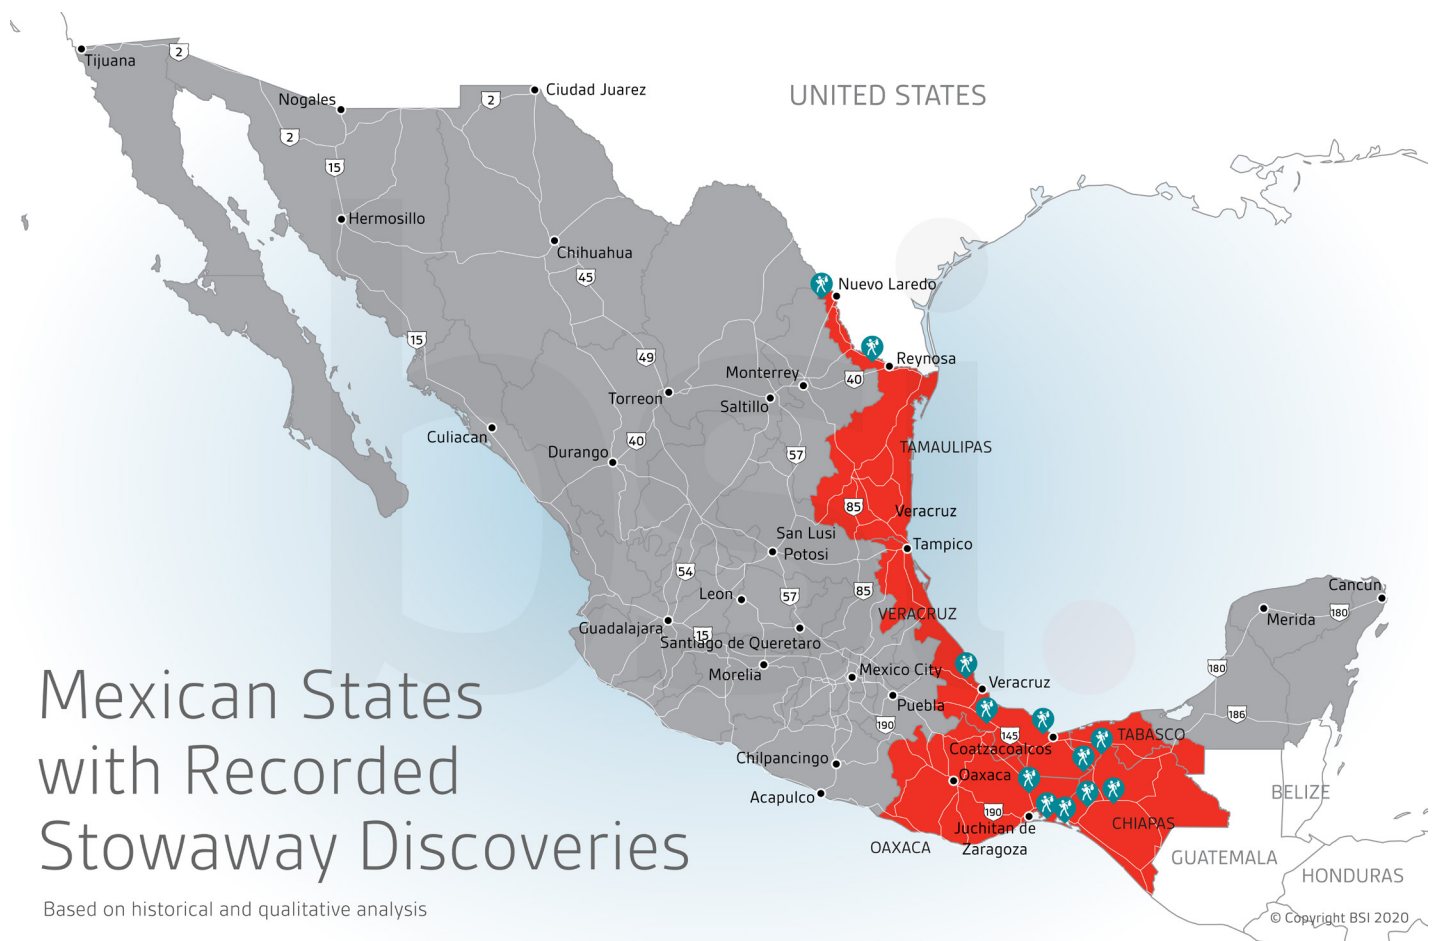 Tijuana
2
Nogales
2
Ciudad Juarez
UNITED STATES
2
15
Hermosillo
Chihuahua
45
Nuevo Laredo
15
49
Reynosa
Monterrey
40
Torreon
Saltillo
Culiacan
40
Durango
57
TAMAULIPAS
85
Veracruz
San Lusi
Potosi
Tampico
54
Leon
57
85
Cancun
180
Merida
VERACRUZ
Guadalajara
15
Santiago de Queretaro
Morelia
Mexico City
Veracruz
180
Puebla
190
186
145
TABASCO
Coatzacoalcos
Chilpancingo
Oaxaca
Acapulco
190
BELIZE
Juchitan de
Zaragoza
CHIAPAS
OAXACA
GUATEMALA
HONDURAS
Mexican States
with Recorded
Stowaway Discoveries
Based on historical and qualitative analysis
© Copyright BSI 2020
bsi.